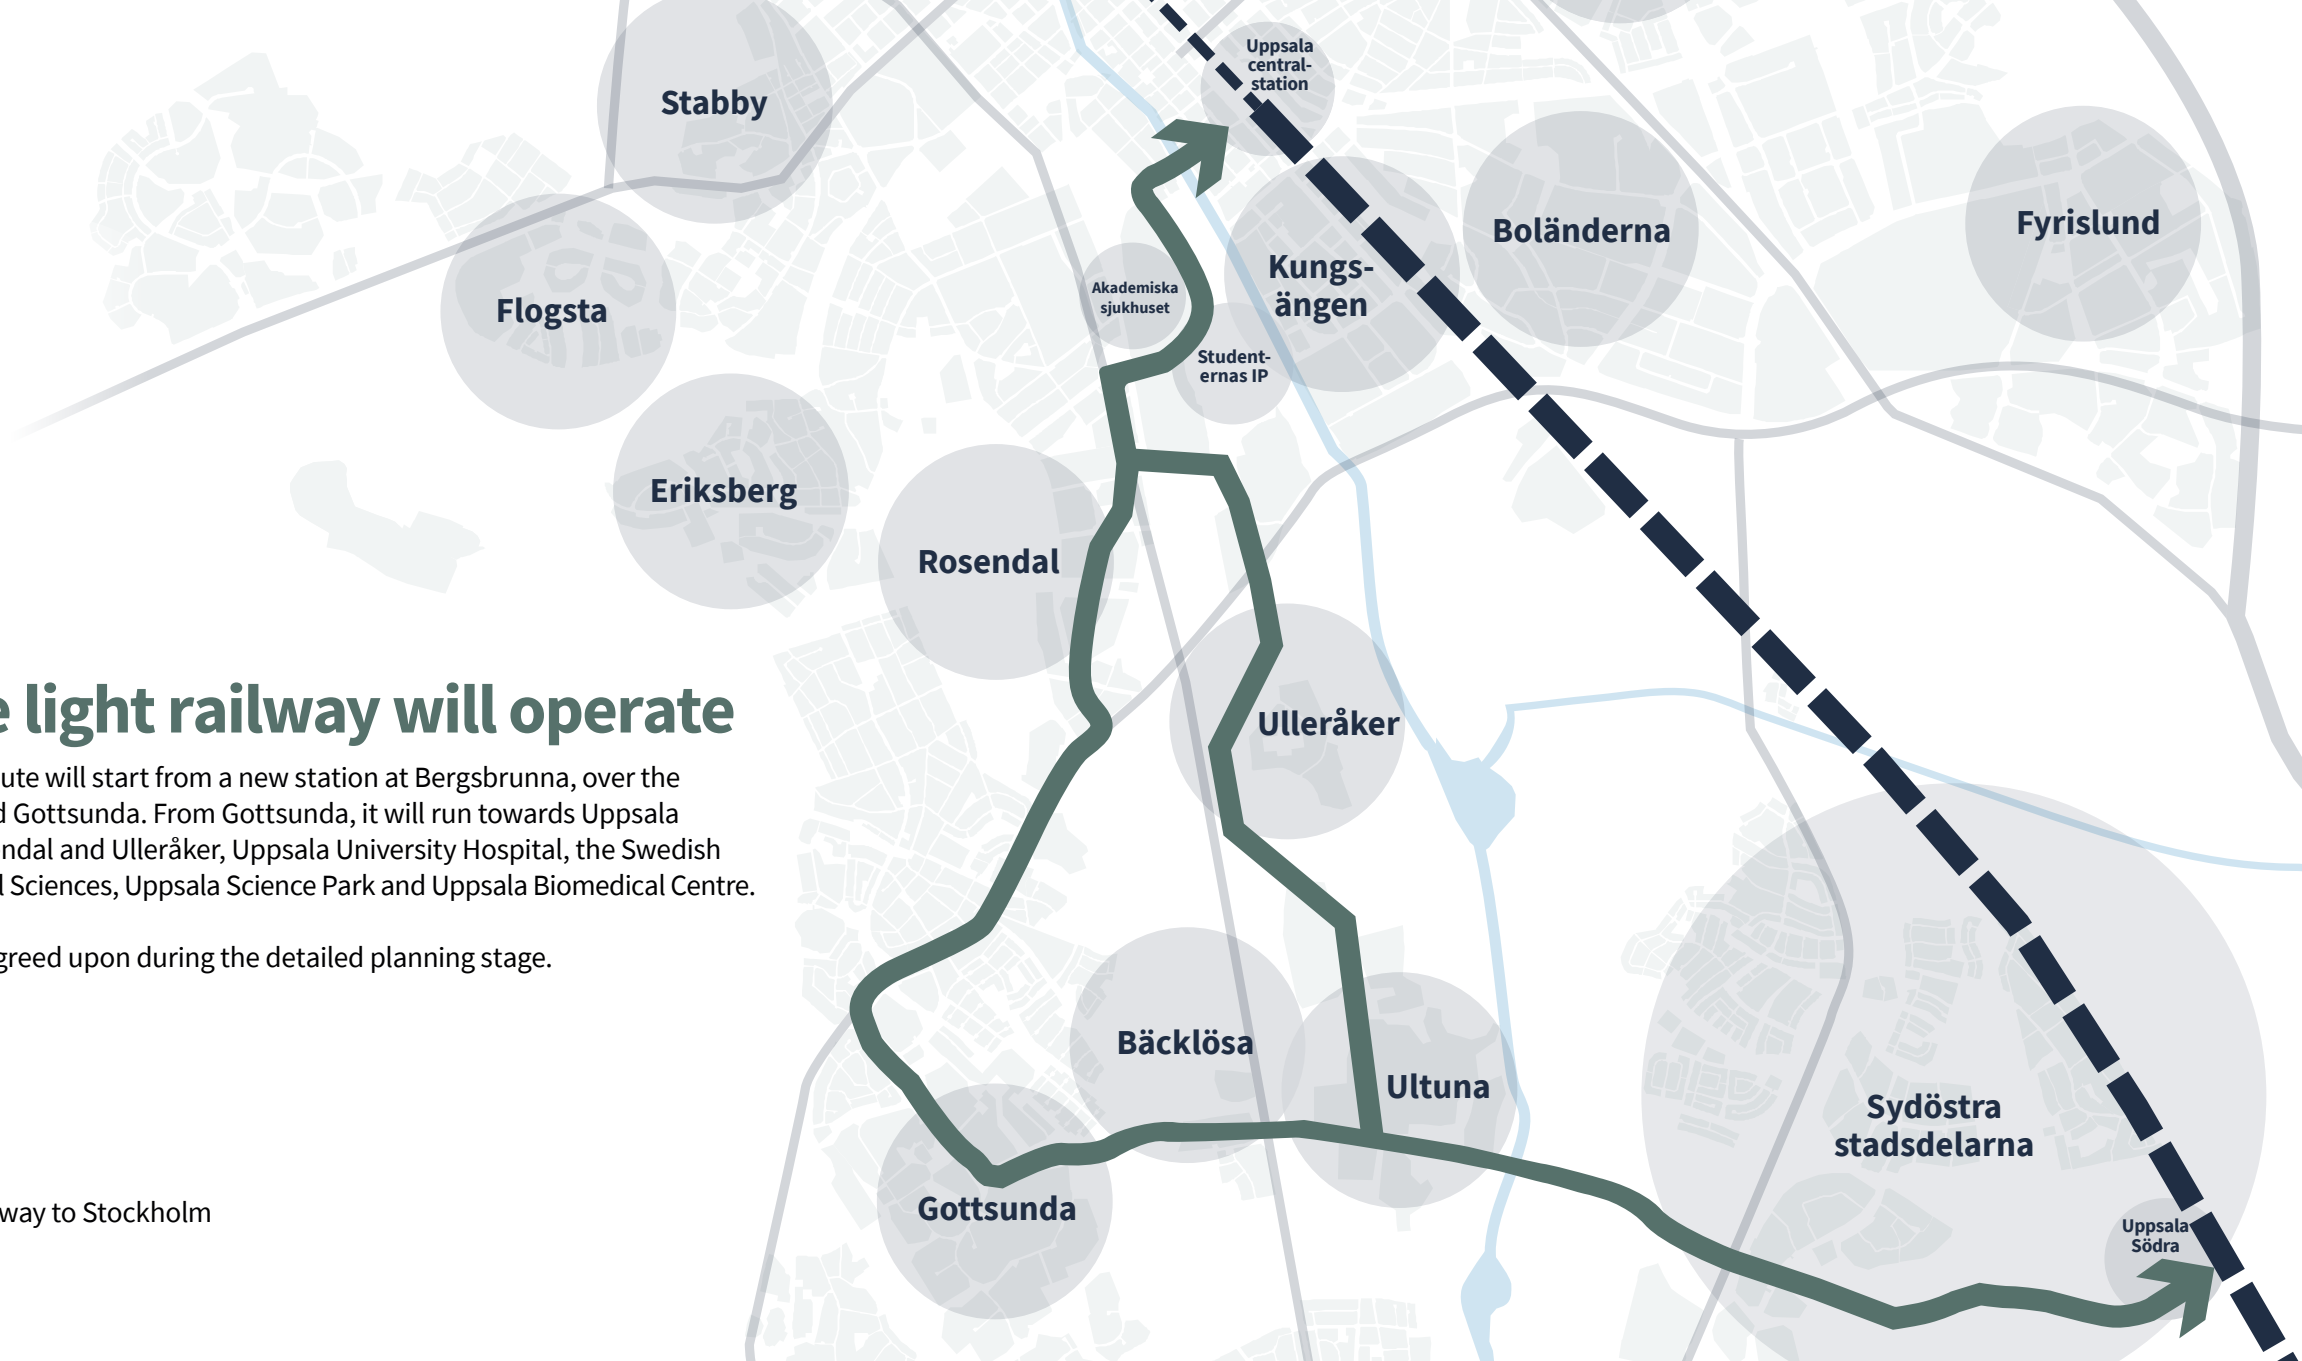 Uppsala
central-
station
Stabby
Fyrislund
Boländerna
Kungs-
ängen
Akademiska
sjukhuset
Flogsta
Student-
ernas IP
Eriksberg
Rosendal
Ulleråker
light railway will operate
will start from a new station at Bergsbrunna, over the
Gottsunda. From Gottsunda, it will run towards Uppsala
and Ulleråker, Uppsala University Hospital, the Swedish
Sciences, Uppsala Science Park and Uppsala Biomedical Centre.
upon during the detailed planning stage.
Bäcklösa
Ultuna
Sydöstra
stadsdelarna
Gottsunda
way to Stockholm
Uppsala
Södra